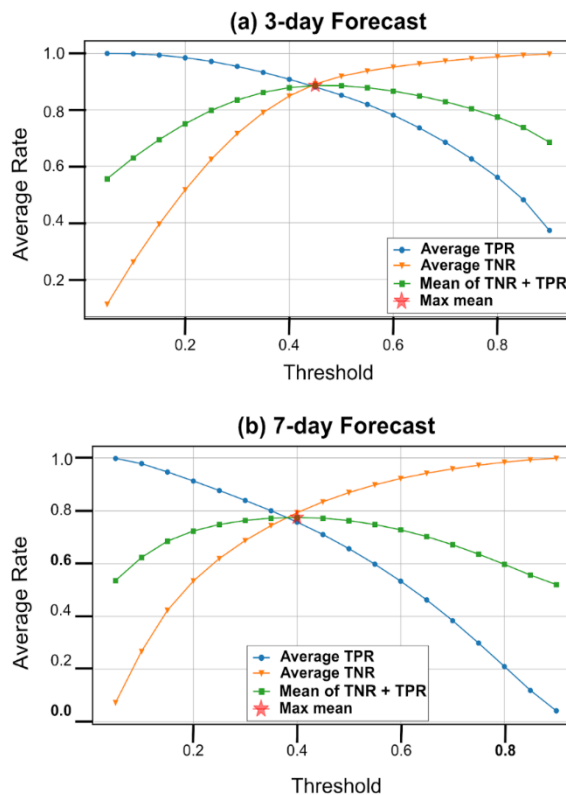 (a) 3-day Forecast
1.0
0.8
0.6
0.4
0.2
Average Rate
Average TPR
Average TNR
Mean of TNR + TPR
Max mean
0.2 0.4 0.6 0.8
Threshold
(b) 7-day Forecast
1.0
0.8
0.6
0.4
0.2
0.0
Average Rate
Average TPR
Average TNR
Mean of TNR + TPR
Max mean
0.2 0.4 0.6 0.8
Threshold